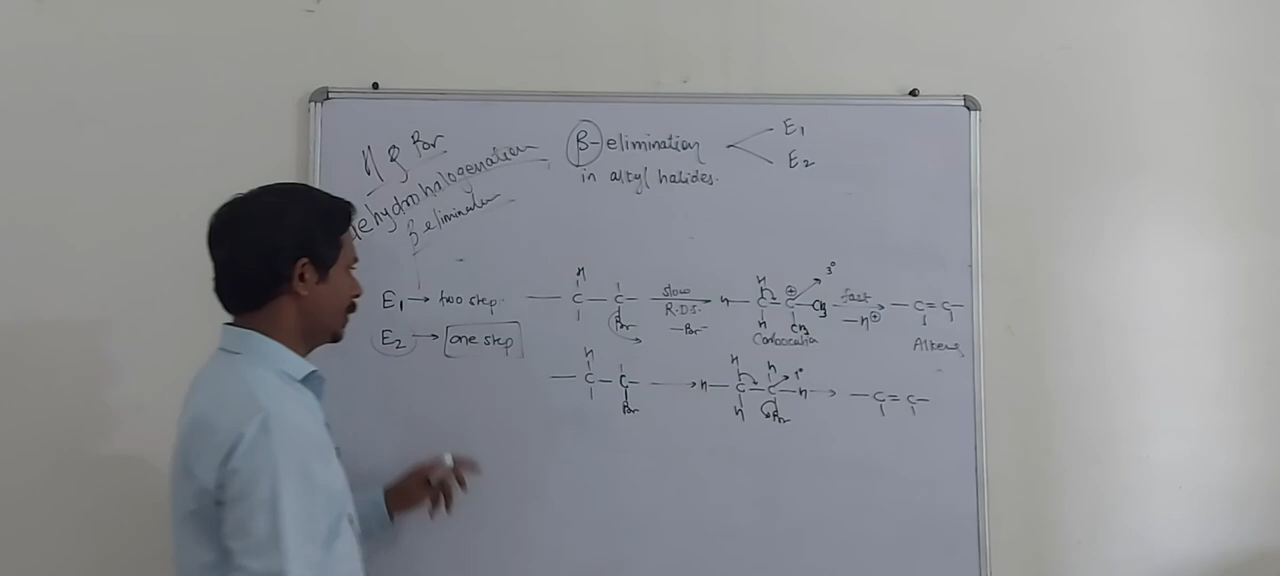 H & Br
dehydrohalogenation
β elimination
β-elimination
in alkyl halides.
E1
E2
E1 → two step.
E2 → one step
H
— C — C —
Br
slow
R.D.S.
—Br⁻
H
H — C — C — CH3
⊕
3°
H CH3
Carbocation
fast
—H⊕
— C = C —
Alkene
H
— C — C —
Br
→
H H
H — C — C — H
1°
H Br
→
— C = C —